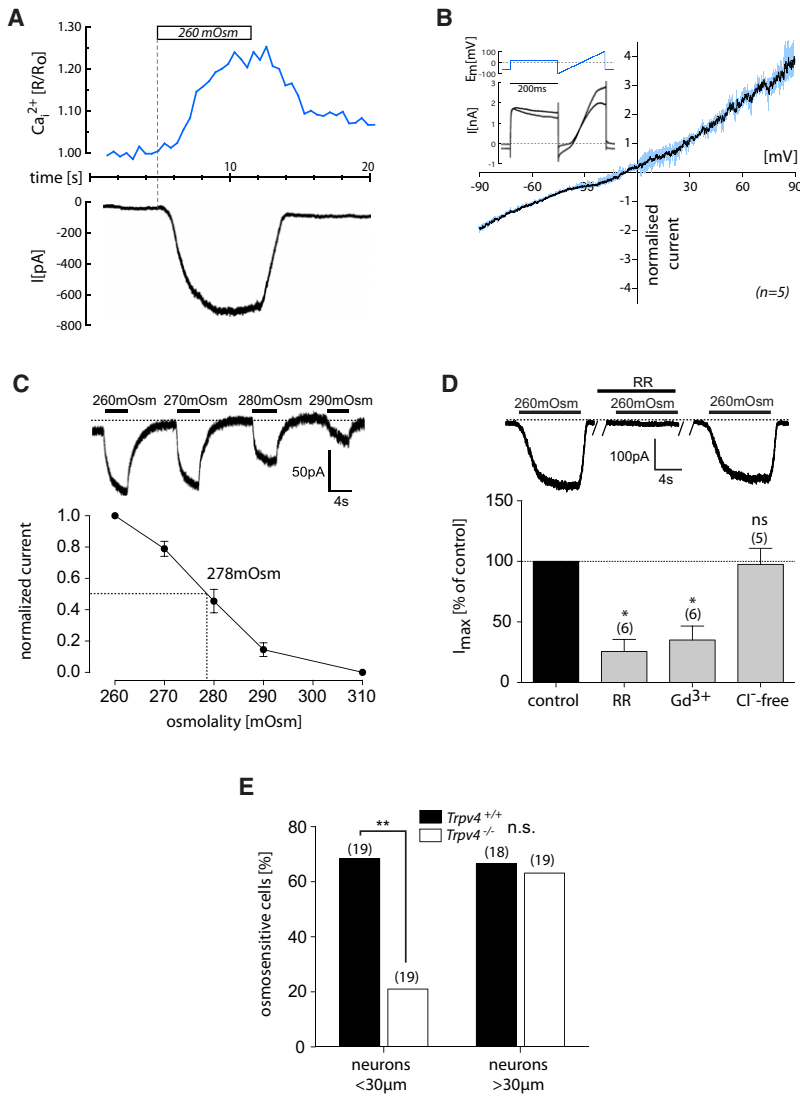 A
1.30
1.20
1.10
1.00
Ca i 2+ [R/Ro]
260 mOsm
time [s]
0
10
20
0
-200
-400
-600
-800
I[pA]
B
Em[mV]
100
0
-100
200ms
I[nA]
3
2
1
0
1
4
3
2
1
-1
-2
-3
-4
[mV]
-90
-60
-30
0
30
60
90
normalised
current
(n=5)
C
260mOsm
270mOsm
280mOsm
290mOsm
50pA
4s
normalized current
1.0
0.8
0.6
0.4
0.2
0.0
278mOsm
260
270
280
290
300
310
osmolality [mOsm]
D
RR
260mOsm
260mOsm
260mOsm
100pA
4s
Imax [% of control]
150
100
50
0
*
(6)
*
(6)
ns
(5)
control
RR
Gd3+
Cl–-free
E
osmosensitive cells [%]
80
60
40
20
0
Trpv4 +/+
Trpv4 -/-
**
n.s.
(19)
(19)
(18)
(19)
neurons
<30µm
neurons
>30µm